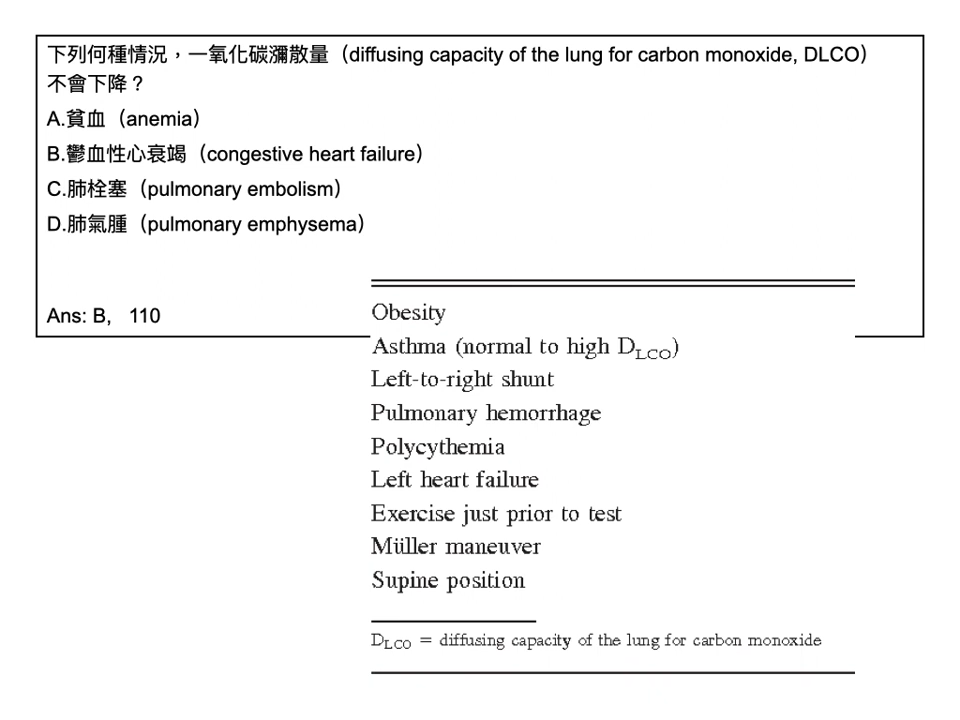 下列何種情況，一氧化碳瀰散量（diffusing capacity of the lung for carbon monoxide, DLCO）
不會下降？
A.貧血（anemia）
B.鬱血性心衰竭（congestive heart failure）
C.肺栓塞（pulmonary embolism）
D.肺氣腫（pulmonary emphysema）
Ans: B, 110
Obesity
Asthma (normal to high DLCO)
Left-to-right shunt
Pulmonary hemorrhage
Polycythemia
Left heart failure
Exercise just prior to test
Müller maneuver
Supine position
DLCO = diffusing capacity of the lung for carbon monoxide